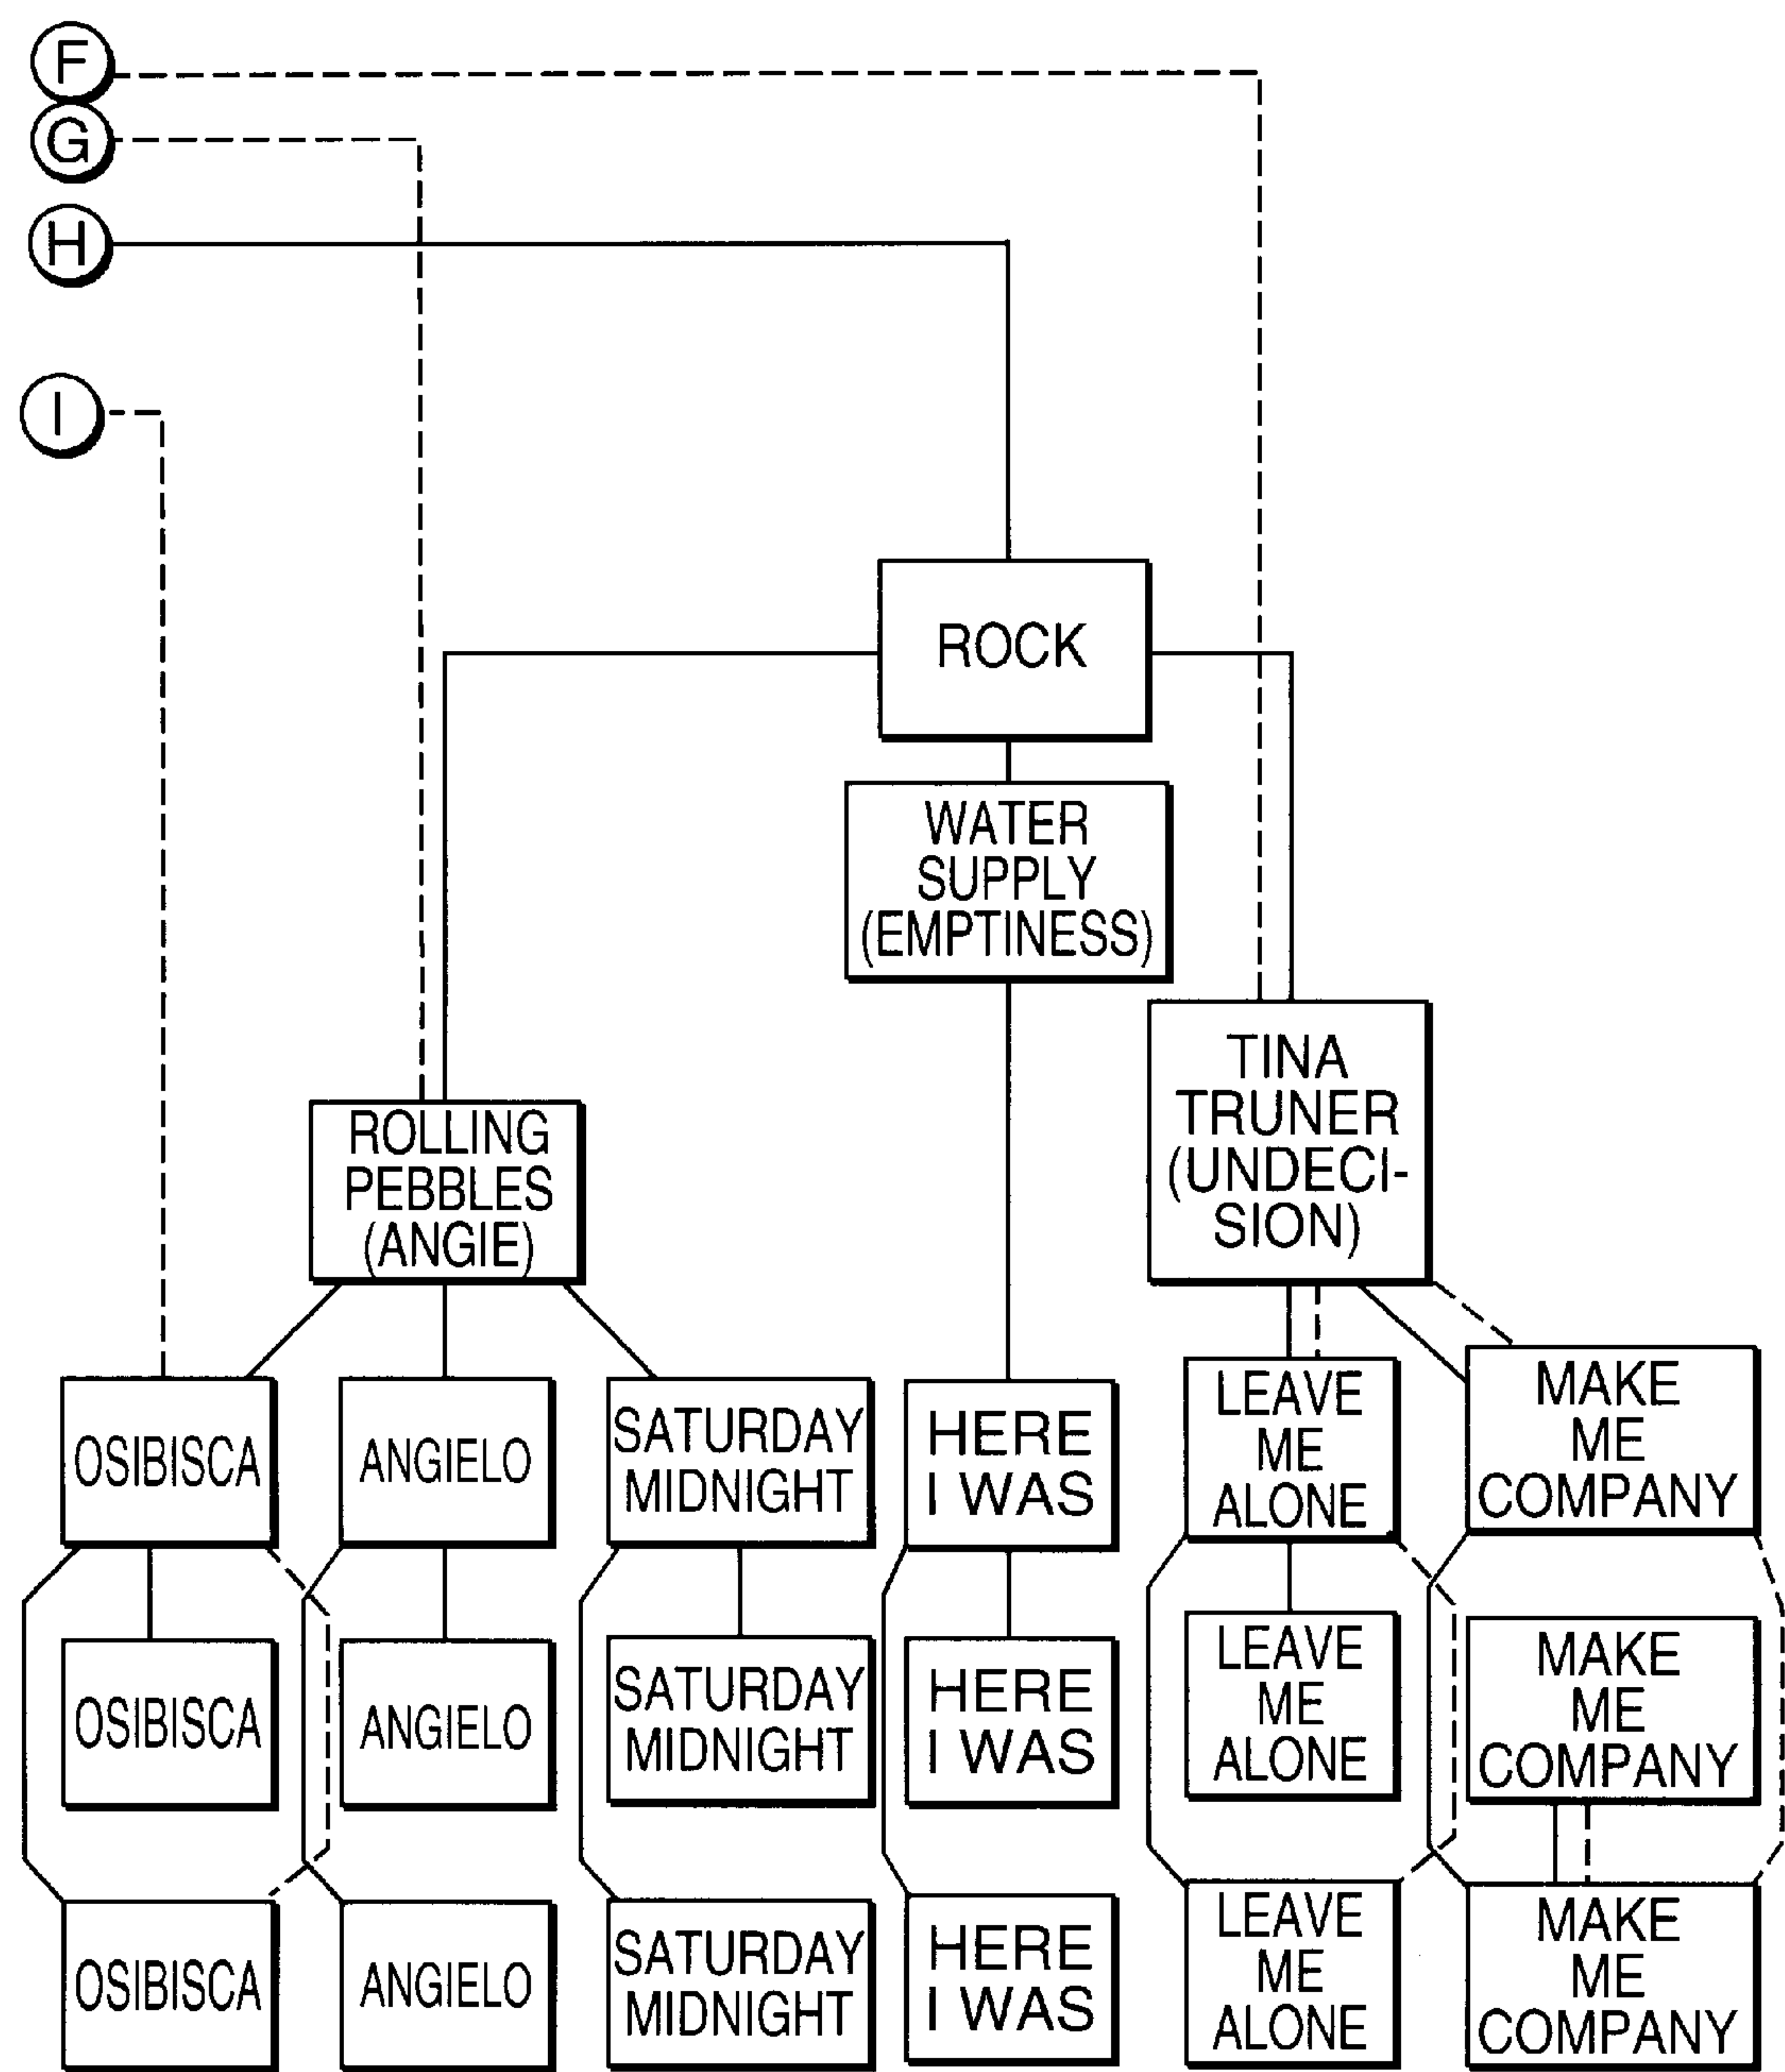 F
G
H
I
ROCK
WATER
SUPPLY
(EMPTINESS)
TINA
TRUNER
(UNDECI-
SION)
ROLLING
PEBBLES
(ANGIE)
OSIBISCA
ANGIELO
SATURDAY
MIDNIGHT
HERE
I WAS
LEAVE
ME
ALONE
MAKE
ME
COMPANY
OSIBISCA
ANGIELO
SATURDAY
MIDNIGHT
HERE
I WAS
LEAVE
ME
ALONE
MAKE
ME
COMPANY
OSIBISCA
ANGIELO
SATURDAY
MIDNIGHT
HERE
I WAS
LEAVE
ME
ALONE
MAKE
ME
COMPANY